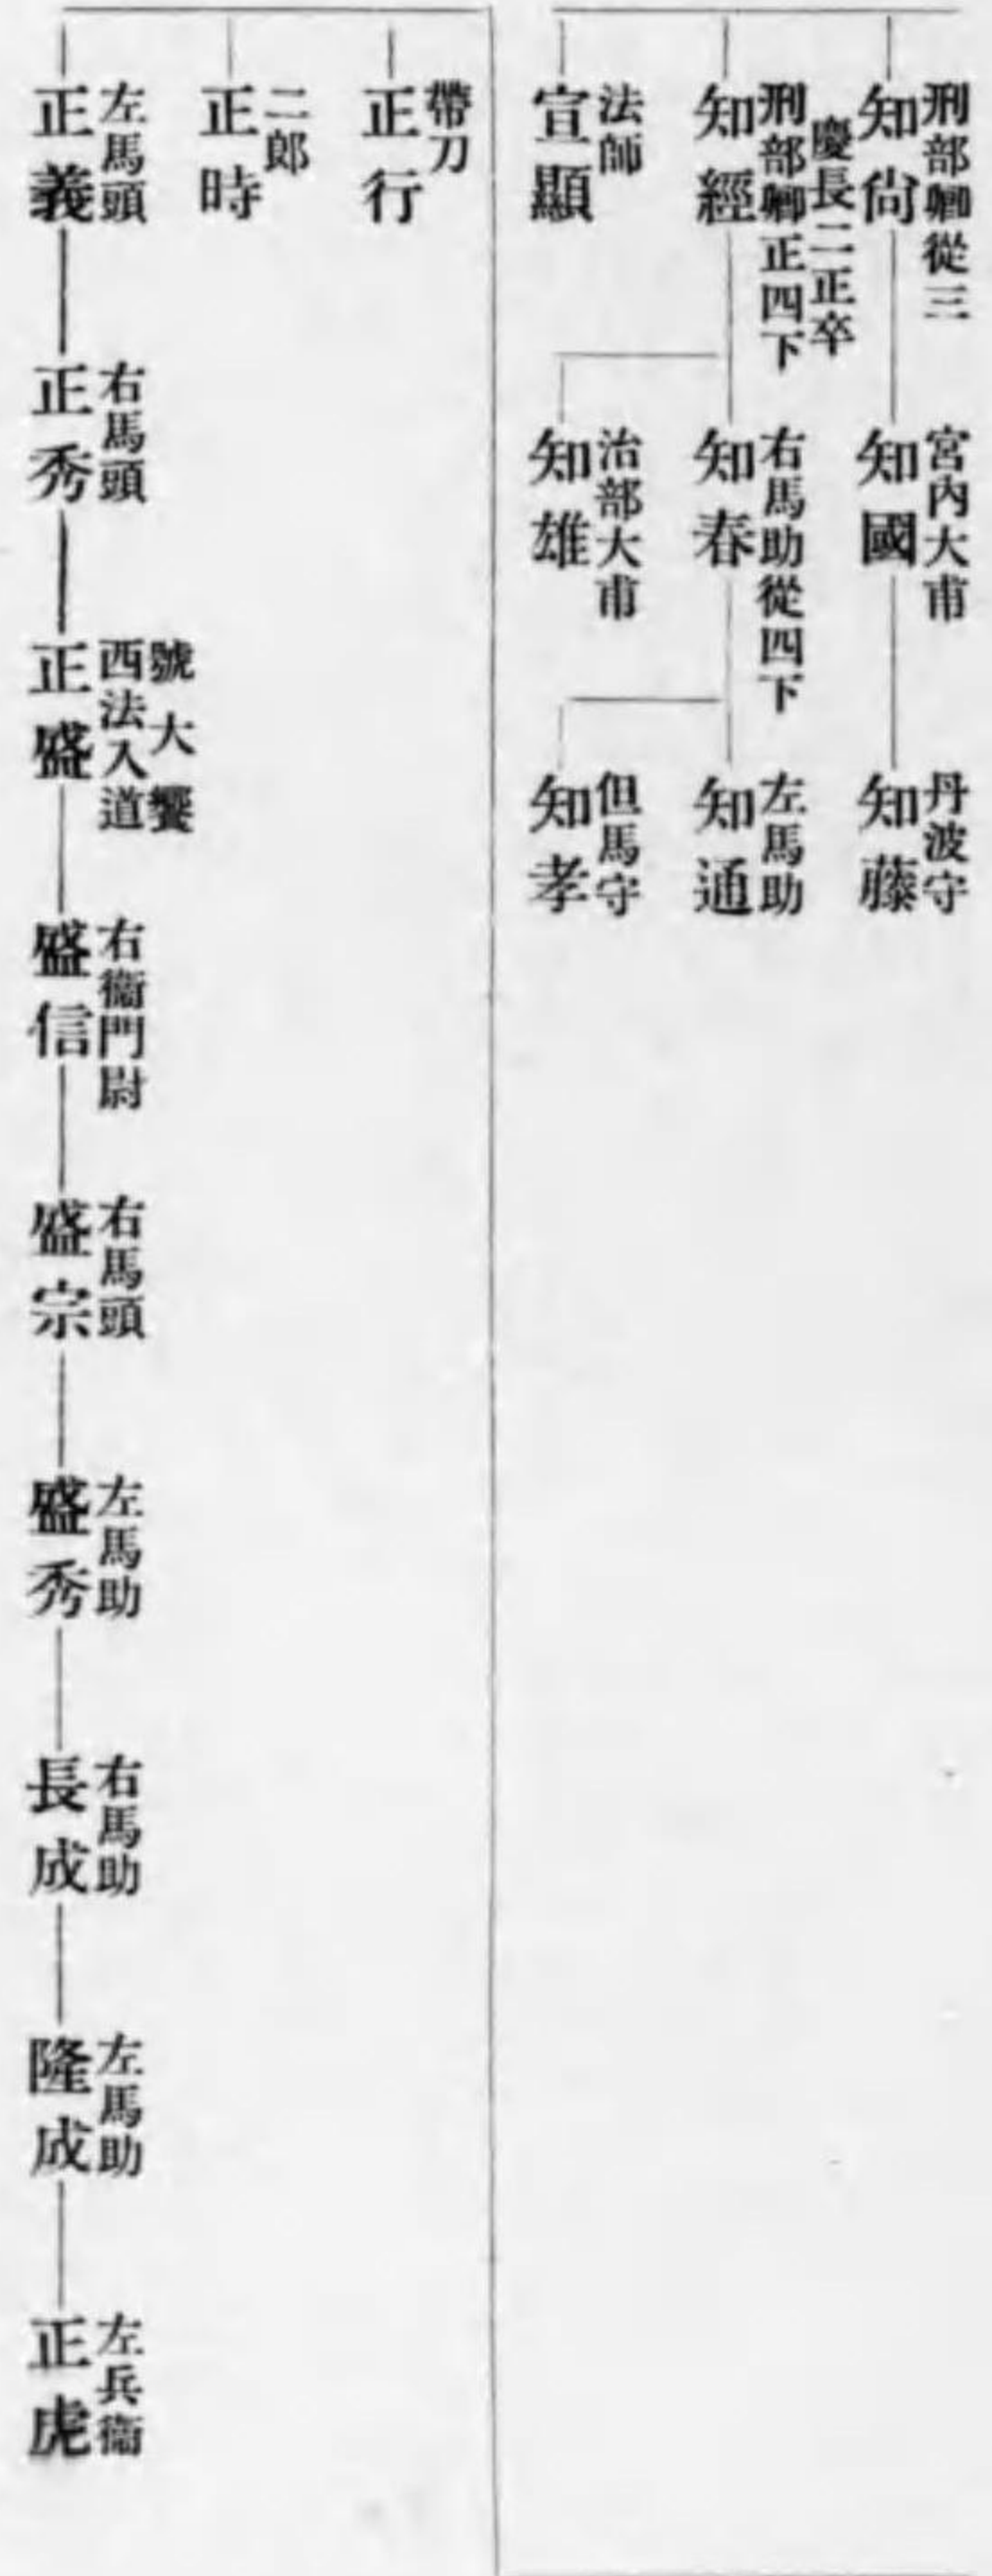 刑部卿從三
知尙
宮內大甫
知國
丹波守
知藤
慶長二正卒
刑部卿正四下
知經
右馬助從四下
知春
左馬助
知通
治部大甫
知雄
但馬守
知孝
法師
宣顯
帶刀
正行
二郎
正時
左馬頭
正義
右馬頭
正秀
號大饗
西法入道
正盛
右衞門尉
盛信
右馬頭
盛宗
左馬助
盛秀
右馬助
長成
左馬助
隆成
左兵衞
正虎